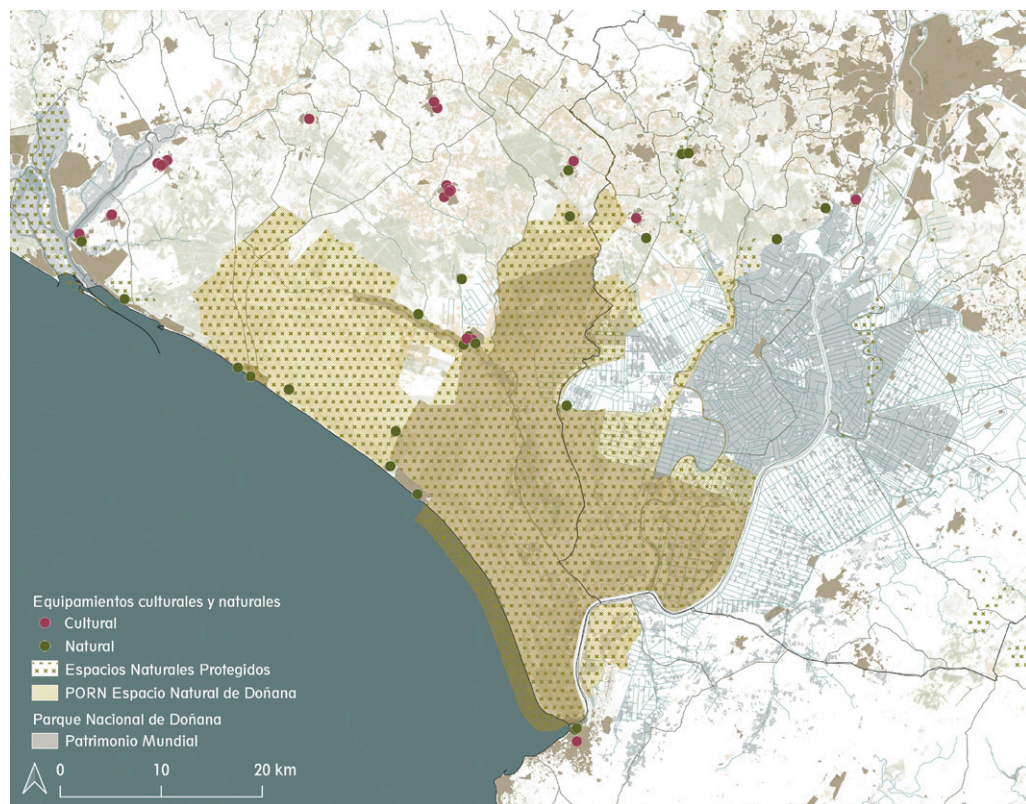 Equipamientos culturales y naturales
Cultural
Natural
Espacios Naturales Protegidos
PORN Espacio Natural de Doñana
Parque Nacional de Doñana
Patrimonio Mundial
0 10 20 km